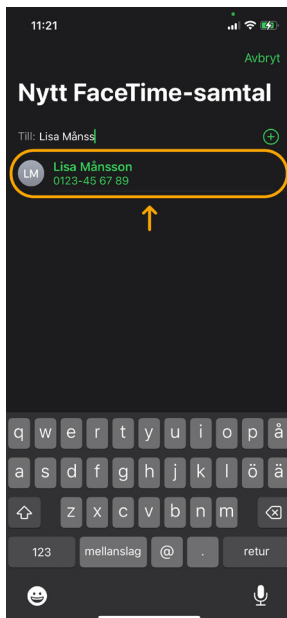 11:21
Avbryt
Nytt FaceTime-samtal
Till: Lisa Månss
LM
Lisa Månsson
0123-45 67 89
q w e r t y u i o p å
a s d f g h j k l ö ä
z x c v b n m
123 mellanslag @ . retur